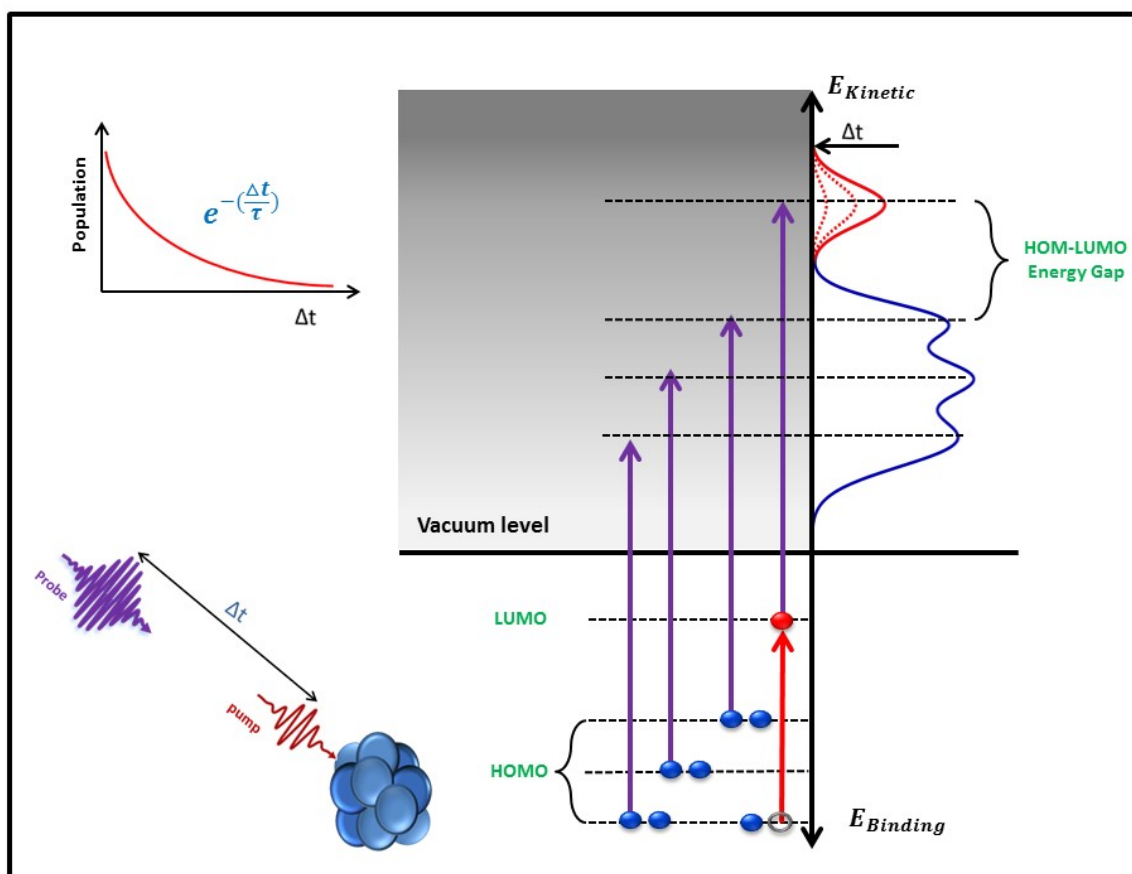 E_Kinetic
Δt
Population
e^{-(Δt/τ)}
Δt
HOM-LUMO
Energy Gap
Vacuum level
Probe
Δt
pump
LUMO
HOMO
E_Binding